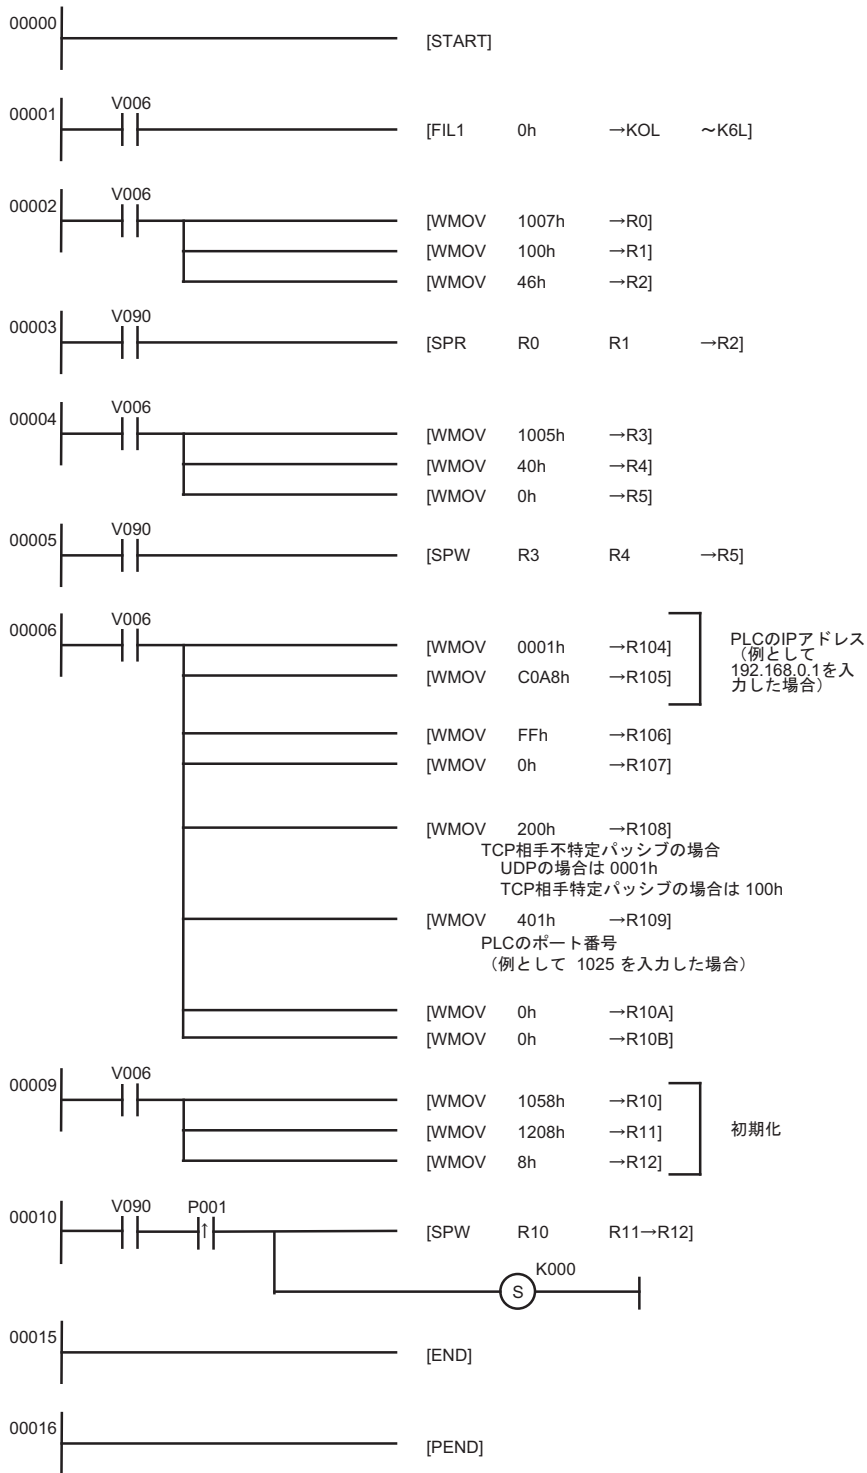 00000
[START]
00001
V006
[FIL1 0h →KOL ～K6L]
00002
V006
[WMOV 1007h →R0]
[WMOV 100h →R1]
[WMOV 46h →R2]
00003
V090
[SPR R0 R1 →R2]
00004
V006
[WMOV 1005h →R3]
[WMOV 40h →R4]
[WMOV 0h →R5]
00005
V090
[SPW R3 R4 →R5]
00006
V006
[WMOV 0001h →R104]
[WMOV C0A8h →R105]
PLCのIPアドレス
（例として
192.168.0.1を入
力した場合）
[WMOV FFh →R106]
[WMOV 0h →R107]
[WMOV 200h →R108]
TCP相手不特定パッシブの場合
UDPの場合は 0001h
TCP相手特定パッシブの場合は 100h
[WMOV 401h →R109]
PLCのポート番号
（例として 1025 を入力した場合）
[WMOV 0h →R10A]
[WMOV 0h →R10B]
00009
V006
[WMOV 1058h →R10]
[WMOV 1208h →R11]
[WMOV 8h →R12]
初期化
00010
V090 P001
↑
[SPW R10 R11→R12]
K000
S
00015
[END]
00016
[PEND]